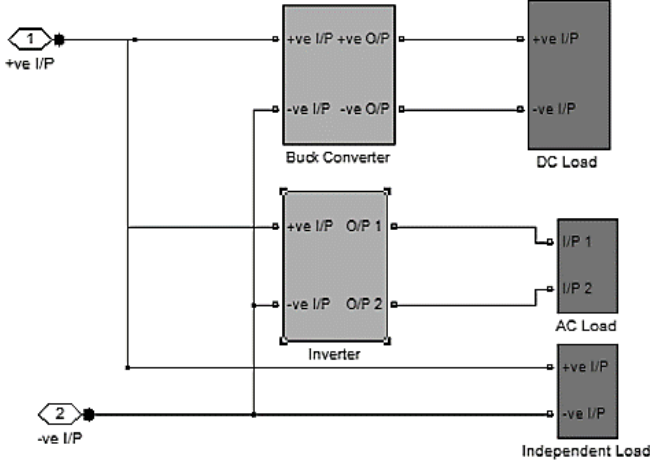 1
+ve I/P
+ve I/P +ve O/P
-ve I/P -ve O/P
Buck Converter
+ve I/P
-ve I/P
DC Load
+ve I/P O/P 1
-ve I/P O/P 2
Inverter
I/P 1
I/P 2
AC Load
+ve I/P
-ve I/P
Independent Load
2
-ve I/P